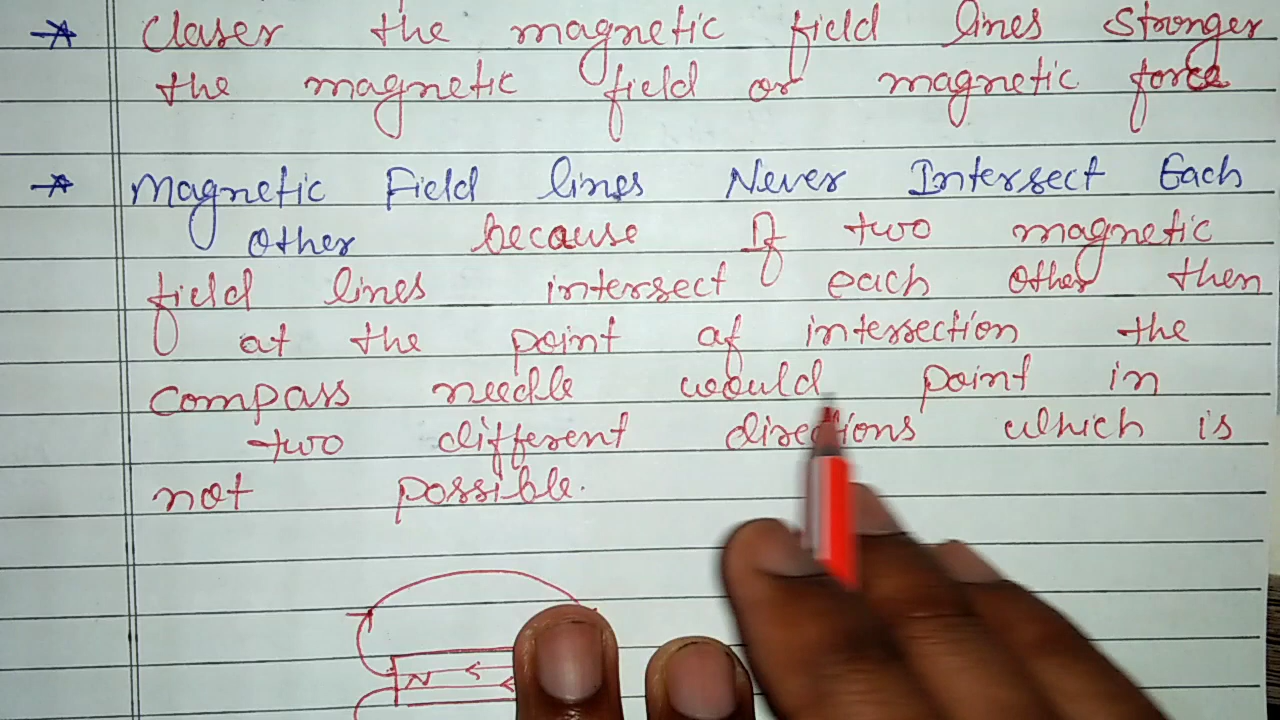 Closer the magnetic field lines stronger
the magnetic field or magnetic force
Magnetic Field lines Never Intersect Each
other because If two magnetic
field lines intersect each other then
at the point of intersection the
compass needle would point in
two different directions which is
not possible.
N